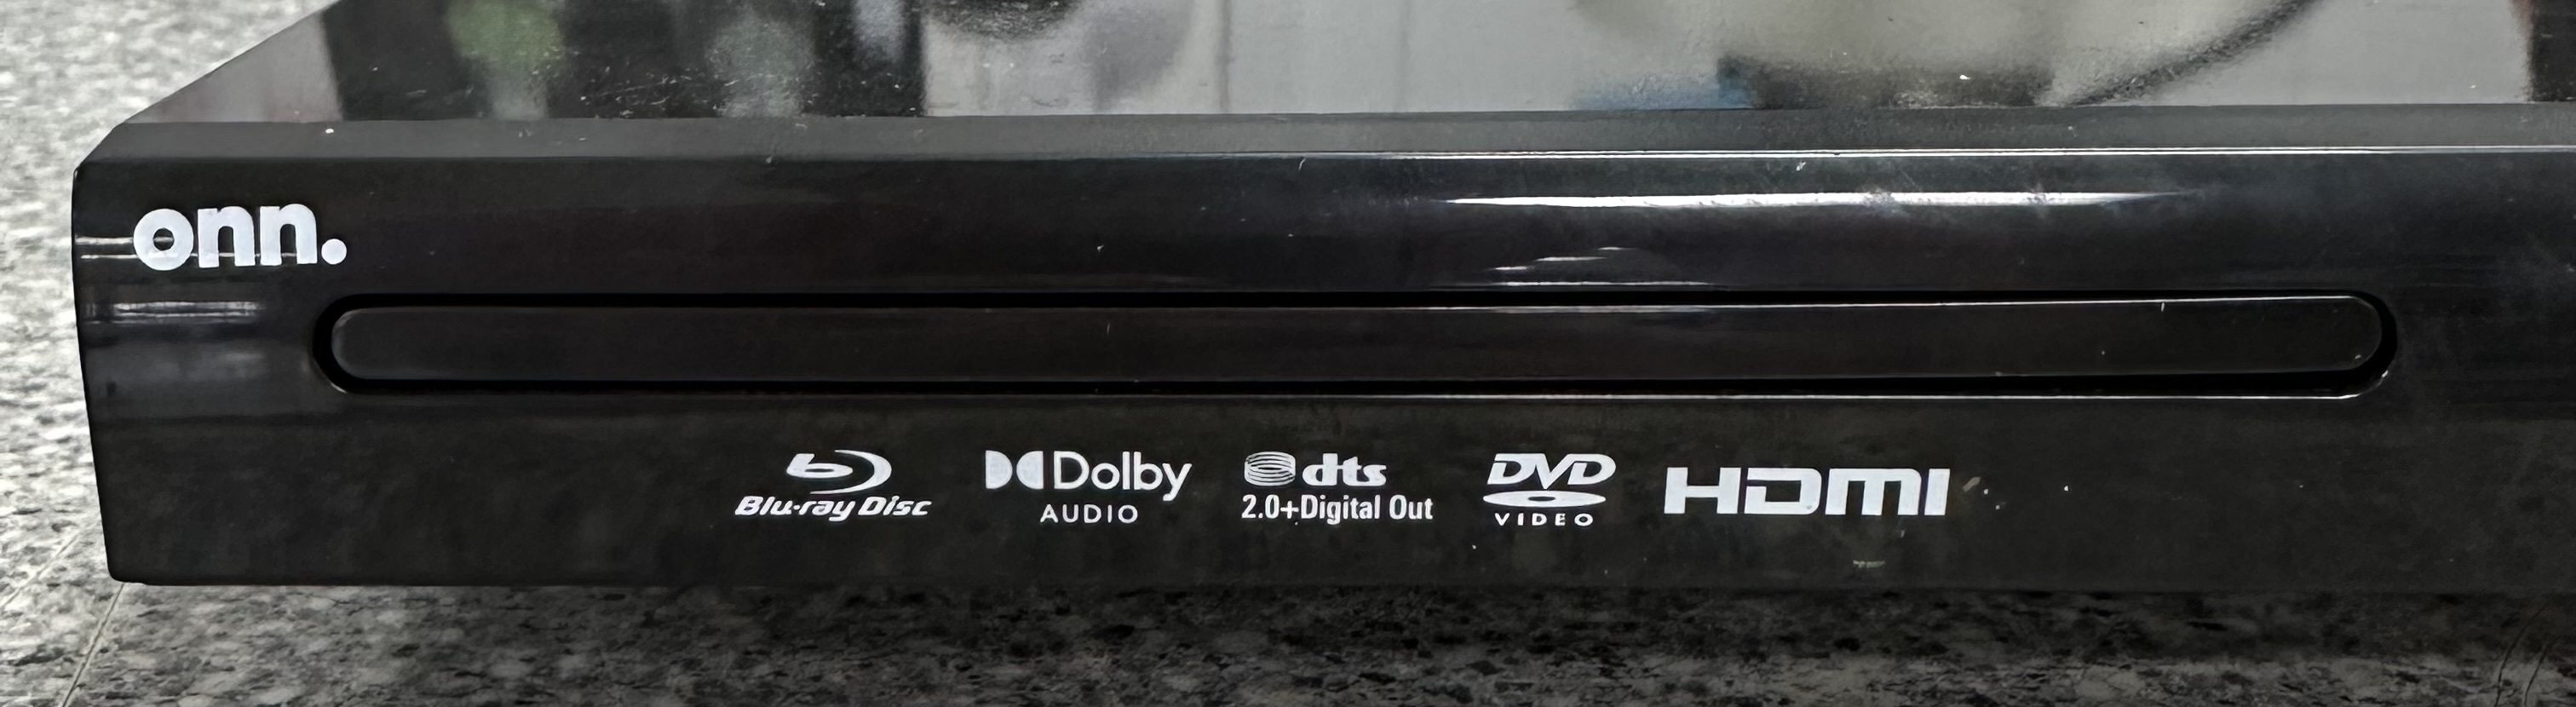 onn.
Blu-ray Disc
Dolby
AUDIO
dts
2.0+Digital Out
DVD
VIDEO
HDMI